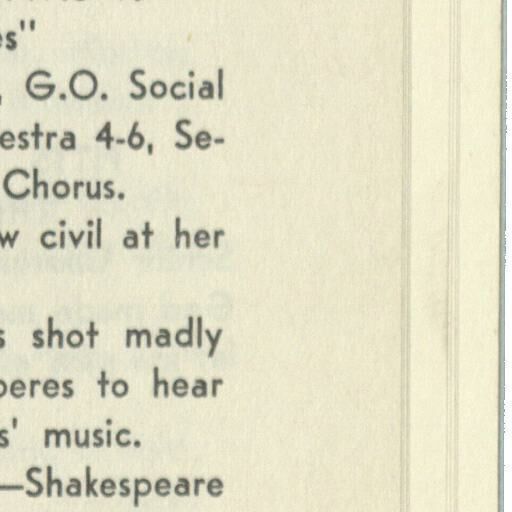 es"
, G.O. Social
estra 4-6, Se-
Chorus.
w civil at her
s shot madly
peres to hear
s' music.
—Shakespeare